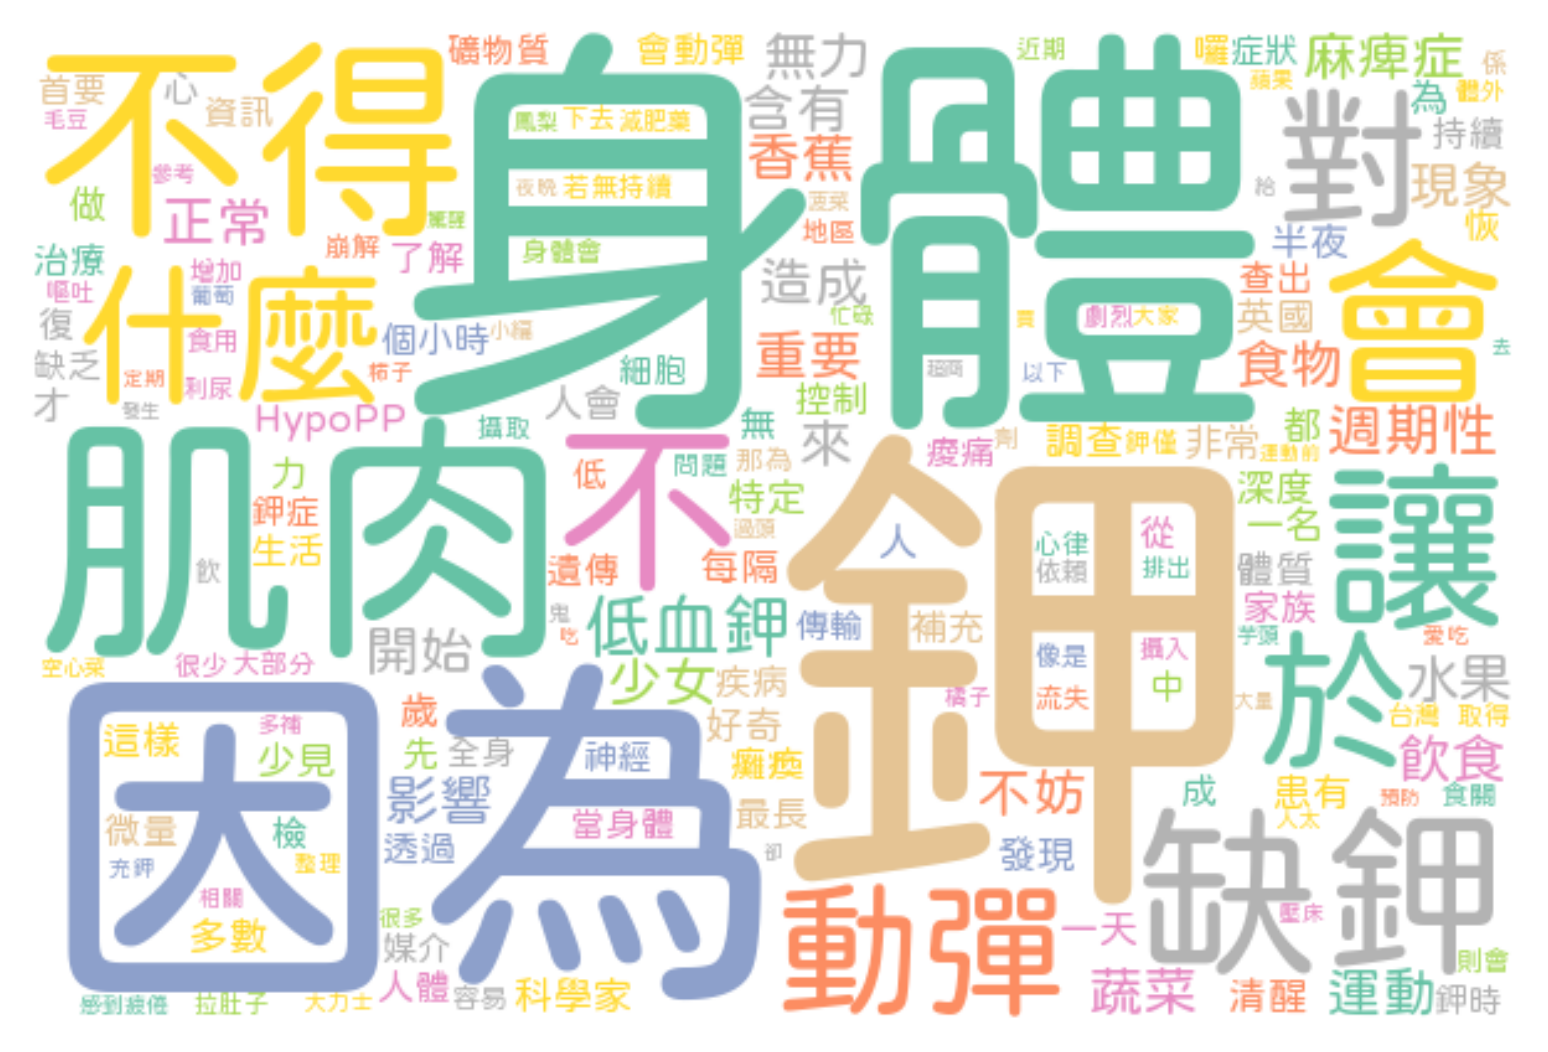 不得
身體
礦物質
會動彈
無力
近期
囉
症狀
麻痺症
係
首要
心
資訊
毛豆
鳳梨
下去
減肥藥
含有
蘋果
為
體外
對
持續
參考
香蕉
做
正常
夜晚
若無持續
菠菜
給
現象
驚醒
地區
恢
治療
崩解
了解
身體會
半夜
增加
嘔吐
葡萄
什麼
造成
查出
會
復
食用
個小時
小編
忙碌
賣
劇烈
大家
英國
缺乏
定期
利尿
柿子
細胞
重要
超商
以下
食物
去
才
發生
HypoPP
攝取
人會
無
控制
肌肉
不
來
痠痛
劑
調查
鉀僅
非常
都
運動前
週期性
力
低
問題
那為
特定
鉀
深度
讓
鉀症
過頭
一名
生活
人
心律
從
飲
遺傳
每隔
依賴
排出
體質
鬼
家族
吃
低血鉀
傳輸
補充
芋頭
愛吃
開始
像是
攝入
於
空心菜
很少
大部分
少女
疾病
橘子
流失
中
大量
水果
因為
歲
好奇
台灣
取得
多補
這樣
少見
先
全身
神經
癱瘓
飲食
影響
最長
不妨
成
患有
預防
食關
微量
檢
當身體
人太
透過
卻
發現
缺鉀
充鉀
整理
相關
動彈
很多
壓床
多數
媒介
一天
則會
人體
容易
科學家
蔬菜
清醒
運動
鉀時
感到疲倦
拉肚子
大力士